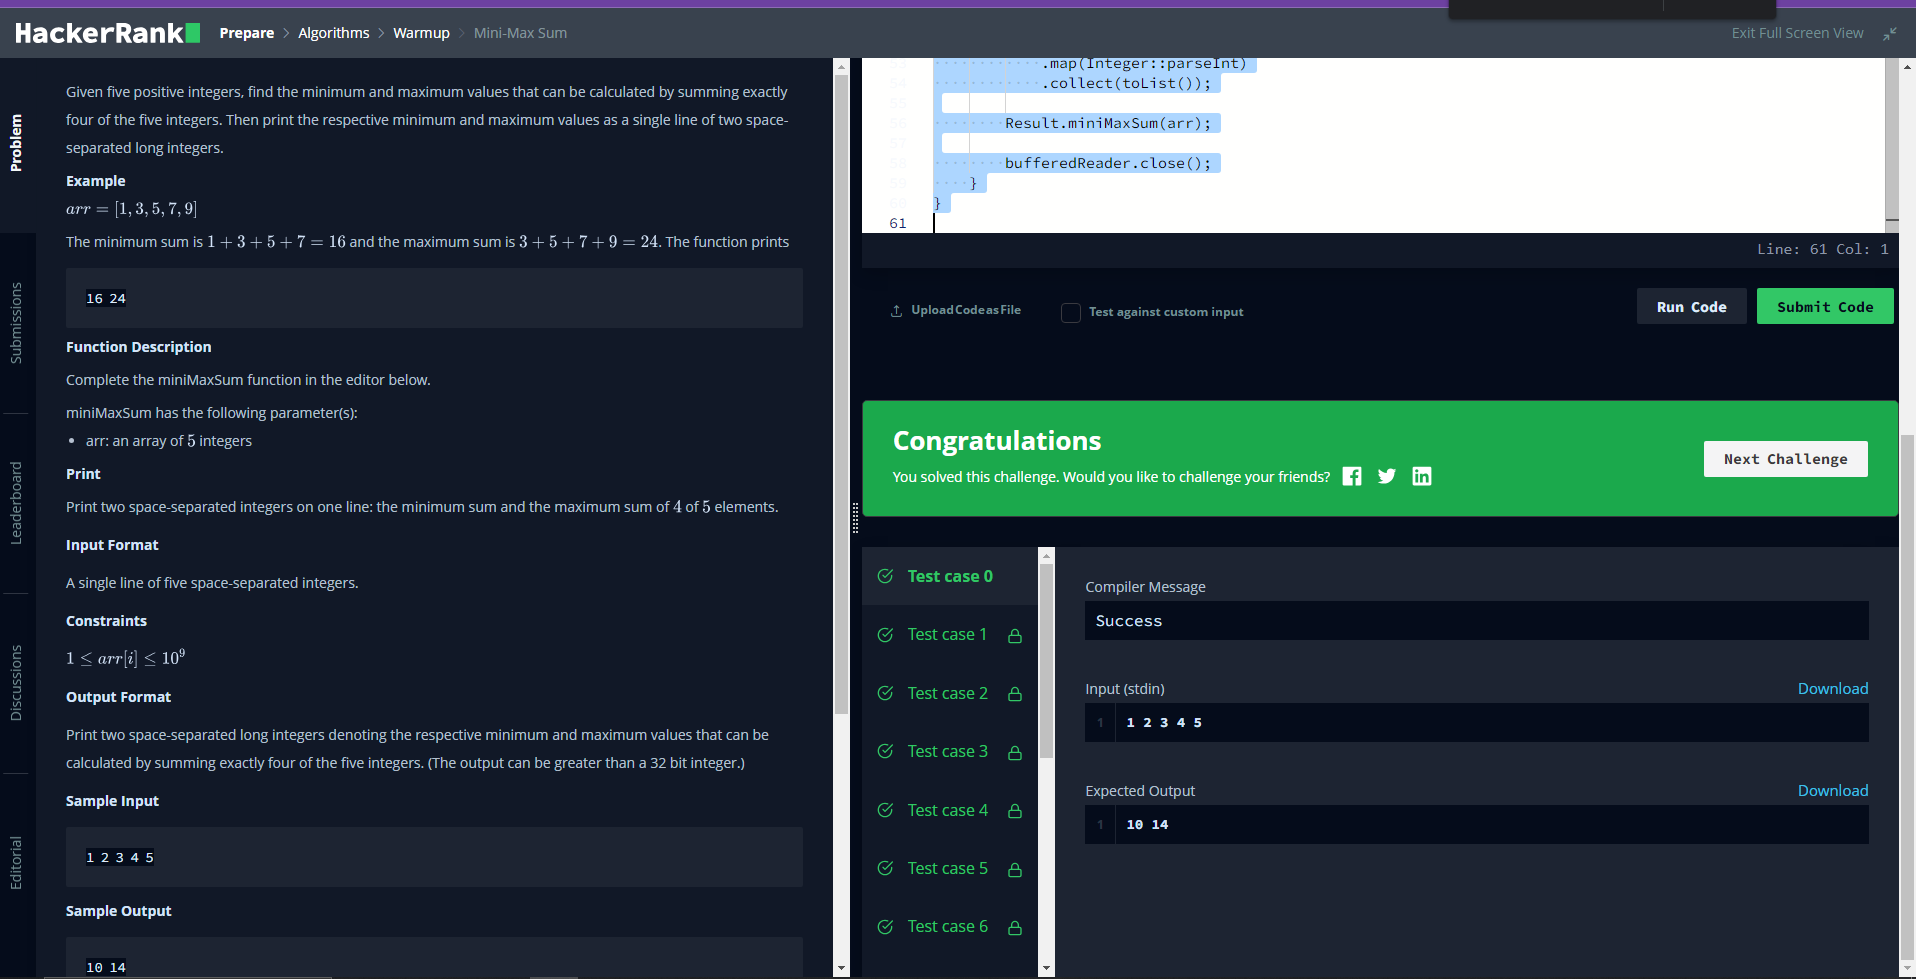 HackerRank
Prepare > Algorithms > Warmup > Mini-Max Sum
Exit Full Screen View
Problem
Submissions
Leaderboard
Discussions
Editorial
Given five positive integers, find the minimum and maximum values that can be calculated by summing exactly
four of the five integers. Then print the respective minimum and maximum values as a single line of two space-
separated long integers.
Example
arr = [1, 3, 5, 7, 9]
The minimum sum is 1 + 3 + 5 + 7 = 16 and the maximum sum is 3 + 5 + 7 + 9 = 24. The function prints
16 24
Function Description
Complete the miniMaxSum function in the editor below.
miniMaxSum has the following parameter(s):
• arr: an array of 5 integers
Print
Print two space-separated integers on one line: the minimum sum and the maximum sum of 4 of 5 elements.
Input Format
A single line of five space-separated integers.
Constraints
1 ≤ arr[i] ≤ 10⁹
Output Format
Print two space-separated long integers denoting the respective minimum and maximum values that can be
calculated by summing exactly four of the five integers. (The output can be greater than a 32 bit integer.)
Sample Input
1 2 3 4 5
Sample Output
10 14
53 .map(Integer::parseInt)
54 .collect(toList());
55
56 Result.miniMaxSum(arr);
57
58 bufferedReader.close();
59 }
60 }
61
Line: 61 Col: 1
Upload Code as File
Test against custom input
Run Code
Submit Code
Congratulations
You solved this challenge. Would you like to challenge your friends?
Next Challenge
Test case 0
Test case 1
Test case 2
Test case 3
Test case 4
Test case 5
Test case 6
Compiler Message
Success
Input (stdin)
Download
1 1 2 3 4 5
Expected Output
Download
1 10 14